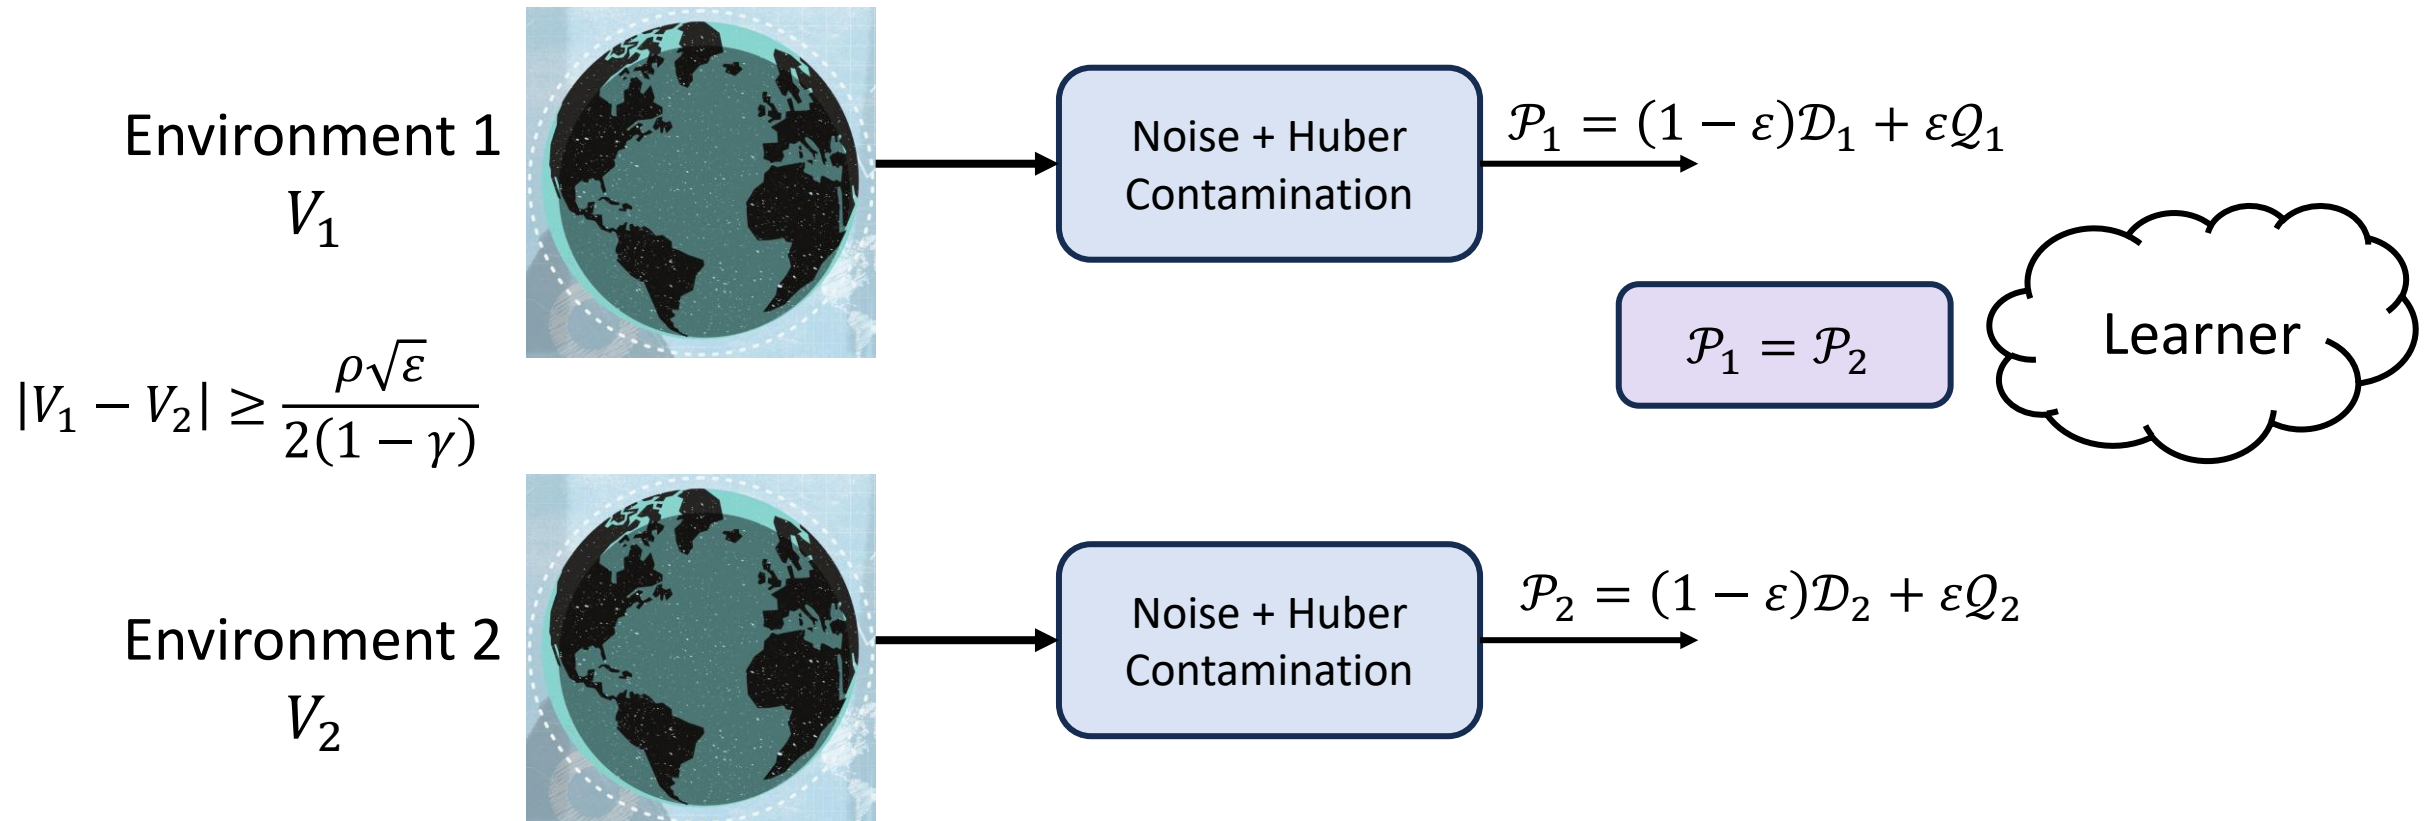 Environment 1
V₁
Noise + Huber
Contamination
𝒫₁ = (1 − ε)𝒟₁ + ε𝒬₁
|V₁ − V₂| ≥ ρ√ε / 2(1 − γ)
𝒫₁ = 𝒫₂
Learner
Environment 2
V₂
Noise + Huber
Contamination
𝒫₂ = (1 − ε)𝒟₂ + ε𝒬₂